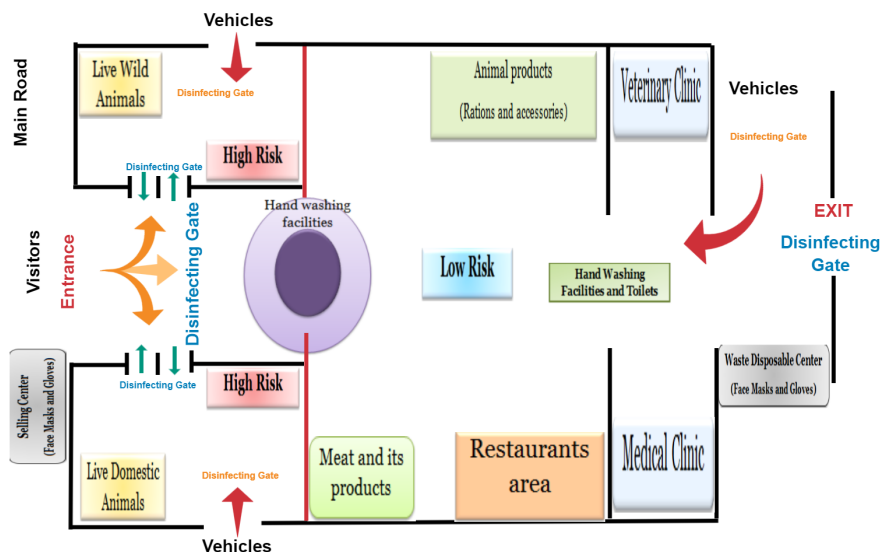 Vehicles
Main Road
Live Wild
Animals
Disinfecting Gate
High Risk
Disinfecting Gate
Animal products
(Rations and accessories)
Veterinary Clinic
Vehicles
Disinfecting Gate
EXIT
Disinfecting
Gate
Visitors
Entrance
Disinfecting Gate
Hand washing
facilities
Low Risk
Hand Washing
Facilities and Toilets
Selling Center
(Face Masks and Gloves)
Disinfecting Gate
High Risk
Waste Disposable Center
(Face Masks and Gloves)
Live Domestic
Animals
Disinfecting Gate
Meat and its
products
Restaurants
area
Medical Clinic
Vehicles